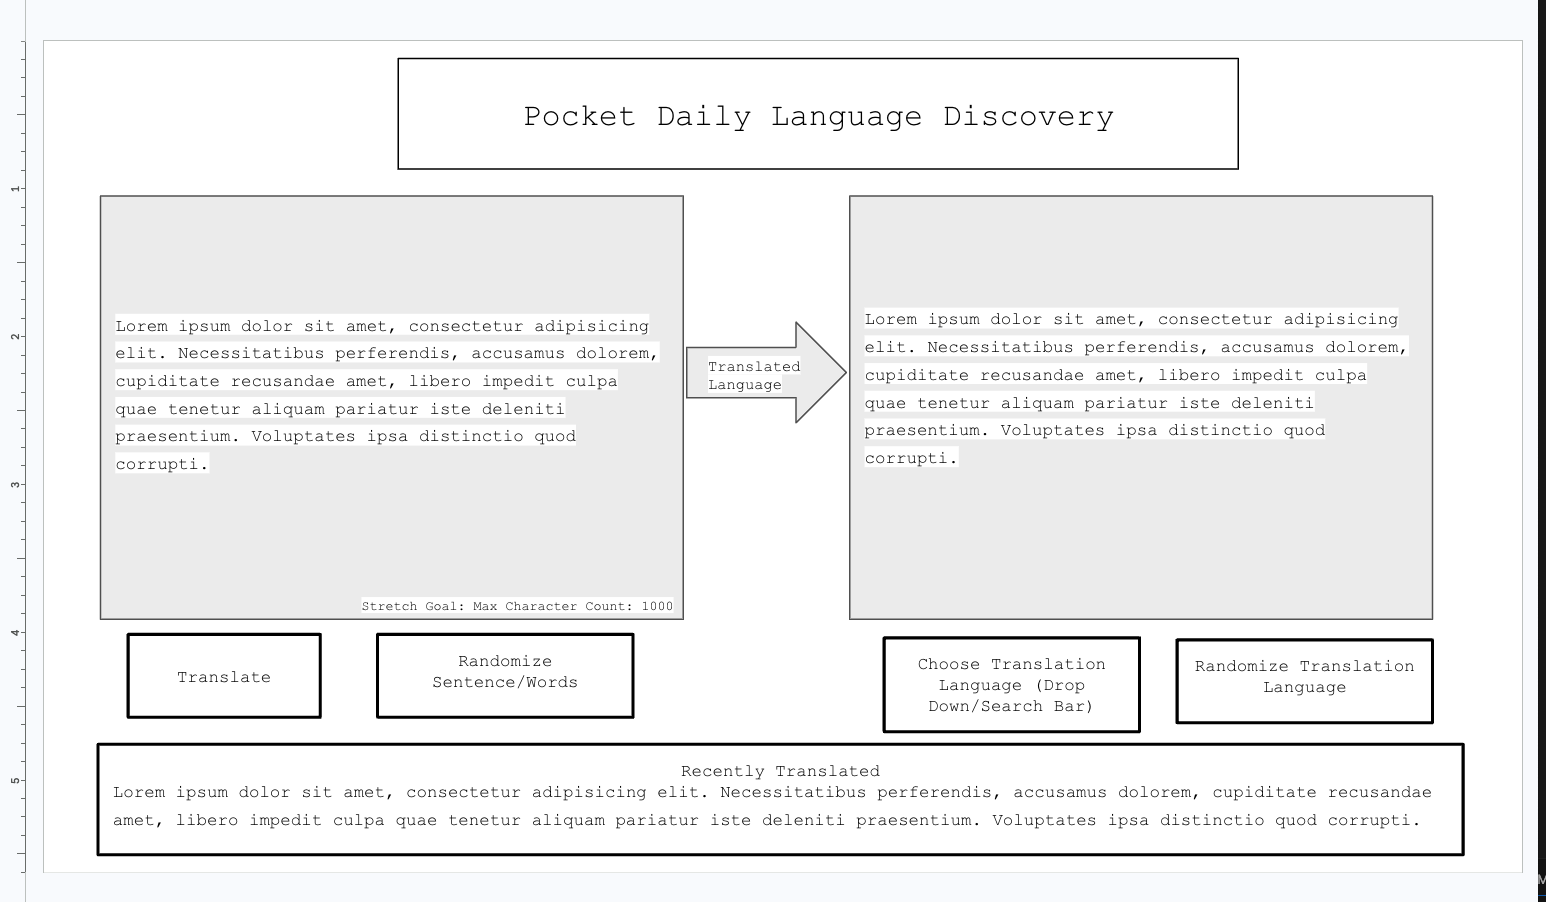 Pocket Daily Language Discovery
1
2
3
4
5
Lorem ipsum dolor sit amet, consectetur adipisicing
elit. Necessitatibus perferendis, accusamus dolorem,
cupiditate recusandae amet, libero impedit culpa
quae tenetur aliquam pariatur iste deleniti
praesentium. Voluptates ipsa distinctio quod
corrupti.
Stretch Goal: Max Character Count: 1000
Translated
Language
Lorem ipsum dolor sit amet, consectetur adipisicing
elit. Necessitatibus perferendis, accusamus dolorem,
cupiditate recusandae amet, libero impedit culpa
quae tenetur aliquam pariatur iste deleniti
praesentium. Voluptates ipsa distinctio quod
corrupti.
Translate
Randomize
Sentence/Words
Choose Translation
Language (Drop
Down/Search Bar)
Randomize Translation
Language
Recently Translated
Lorem ipsum dolor sit amet, consectetur adipisicing elit. Necessitatibus perferendis, accusamus dolorem, cupiditate recusandae
amet, libero impedit culpa quae tenetur aliquam pariatur iste deleniti praesentium. Voluptates ipsa distinctio quod corrupti.